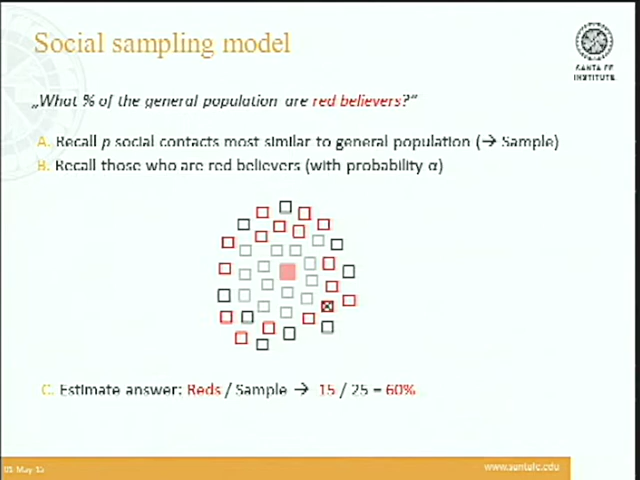 Social sampling model
SANTA FE
INSTITUTE
„What % of the general population are red believers?“
A. Recall p social contacts most similar to general population (→ Sample)
B. Recall those who are red believers (with probability α)
C. Estimate answer: Reds / Sample → 15 / 25 = 60%
www.santafe.edu